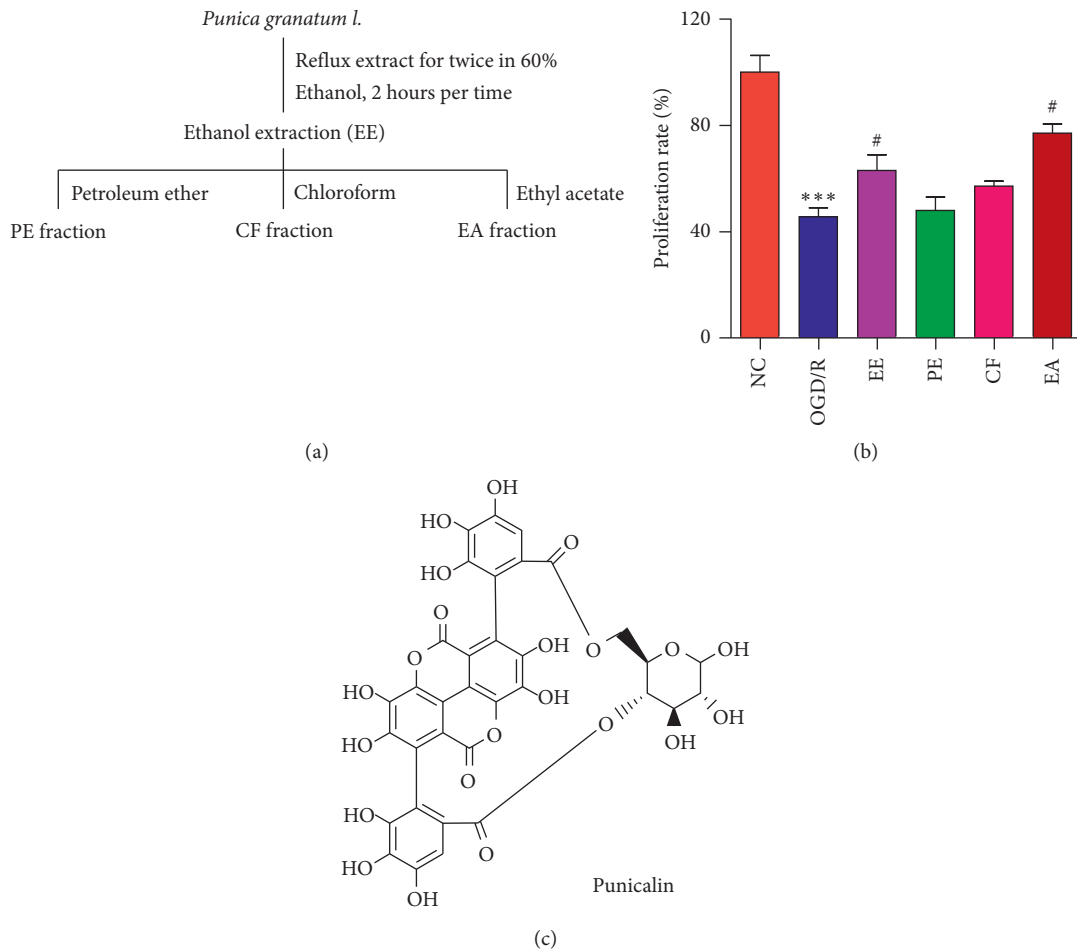 Punica granatum l.
Reflux extract for twice in 60%
Ethanol, 2 hours per time
Ethanol extraction (EE)
Petroleum ether
Chloroform
Ethyl acetate
PE fraction
CF fraction
EA fraction
(a)
Proliferation rate (%)
120
80
40
0
***
#
#
NC
OGD/R
EE
PE
CF
EA
(b)
OH
HO
HO
O
O
O
O
OH
OH
HO
HO
O
O
O
OH
OH
OH
O
O
HO
HO
OH
O
Punicalin
(c)